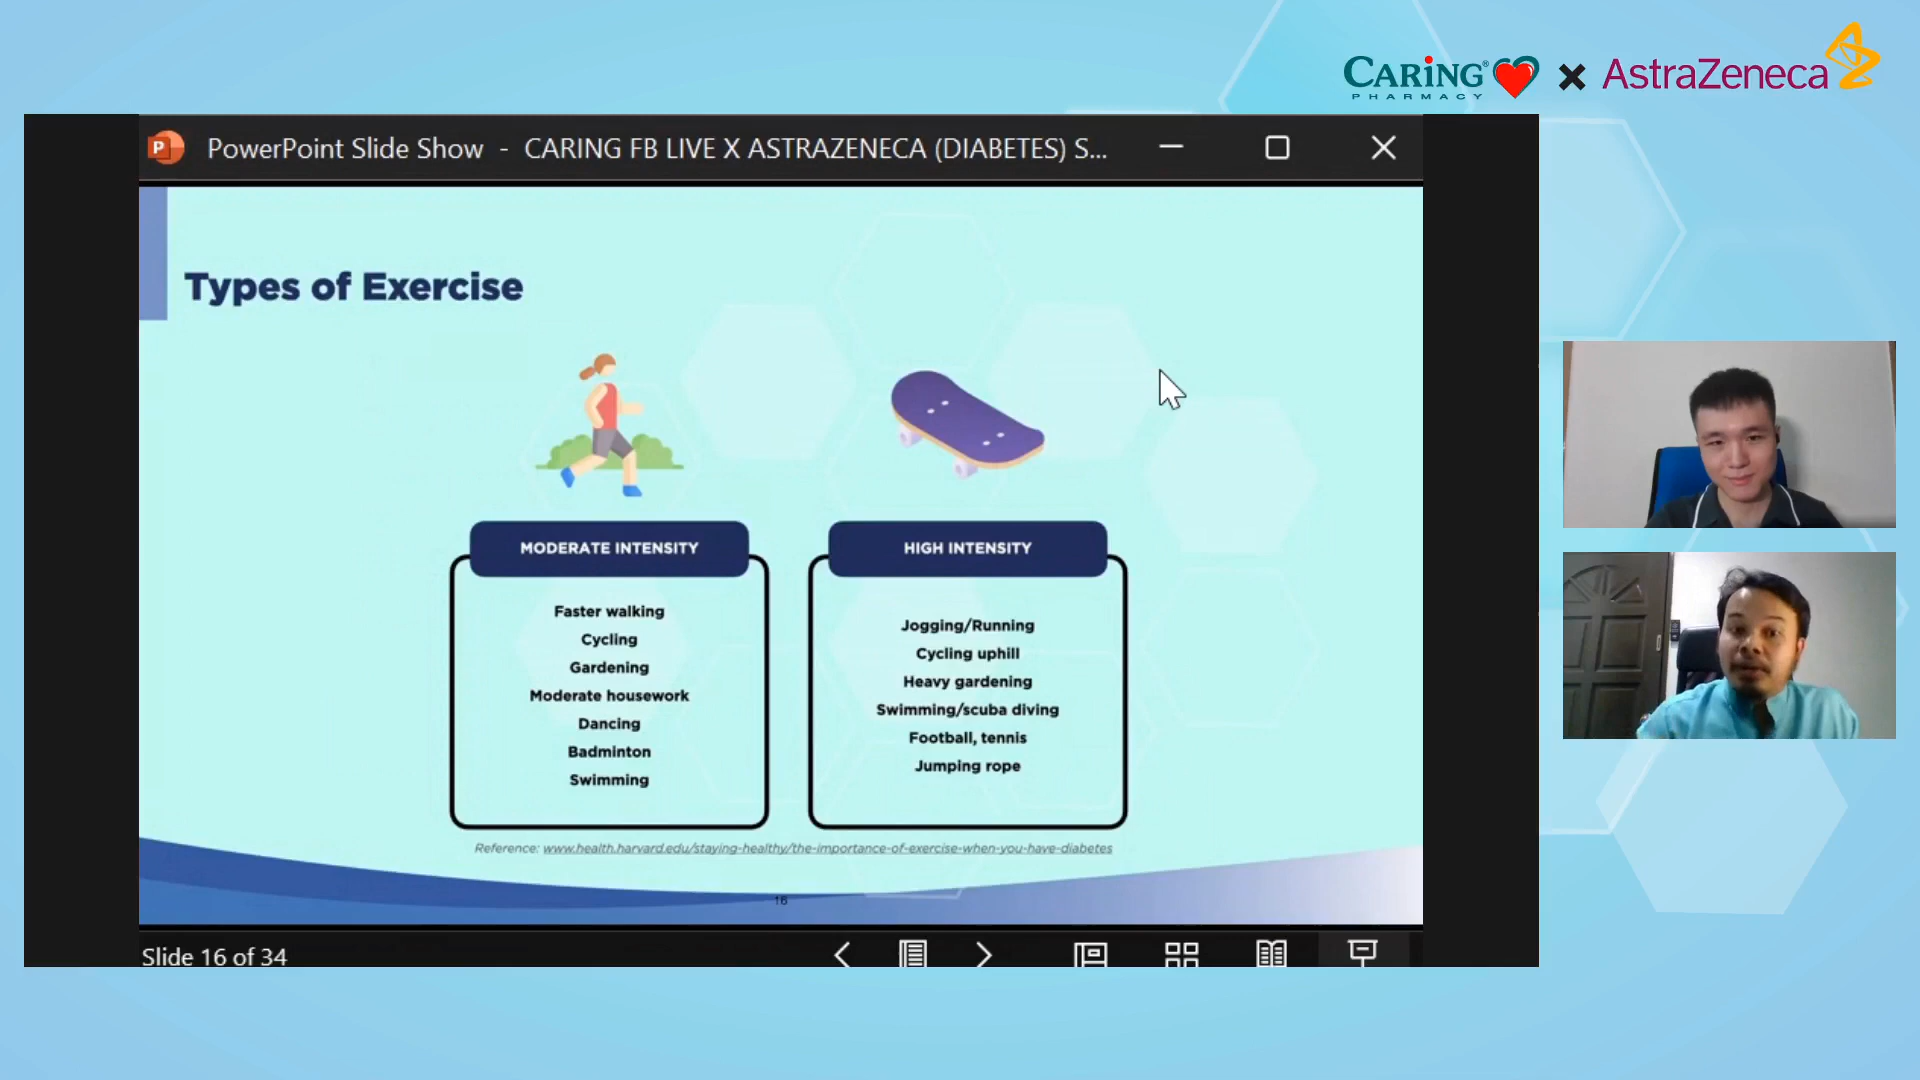 CARiNG®
PHARMACY
AstraZeneca
PowerPoint Slide Show - CARING FB LIVE X ASTRAZENECA (DIABETES) S...
Types of Exercise
MODERATE INTENSITY
Faster walking
Cycling
Gardening
Moderate housework
Dancing
Badminton
Swimming
HIGH INTENSITY
Jogging/Running
Cycling uphill
Heavy gardening
Swimming/scuba diving
Football, tennis
Jumping rope
Reference: www.health.harvard.edu/staying-healthy/the-importance-of-exercise-when-you-have-diabetes
16
Slide 16 of 34